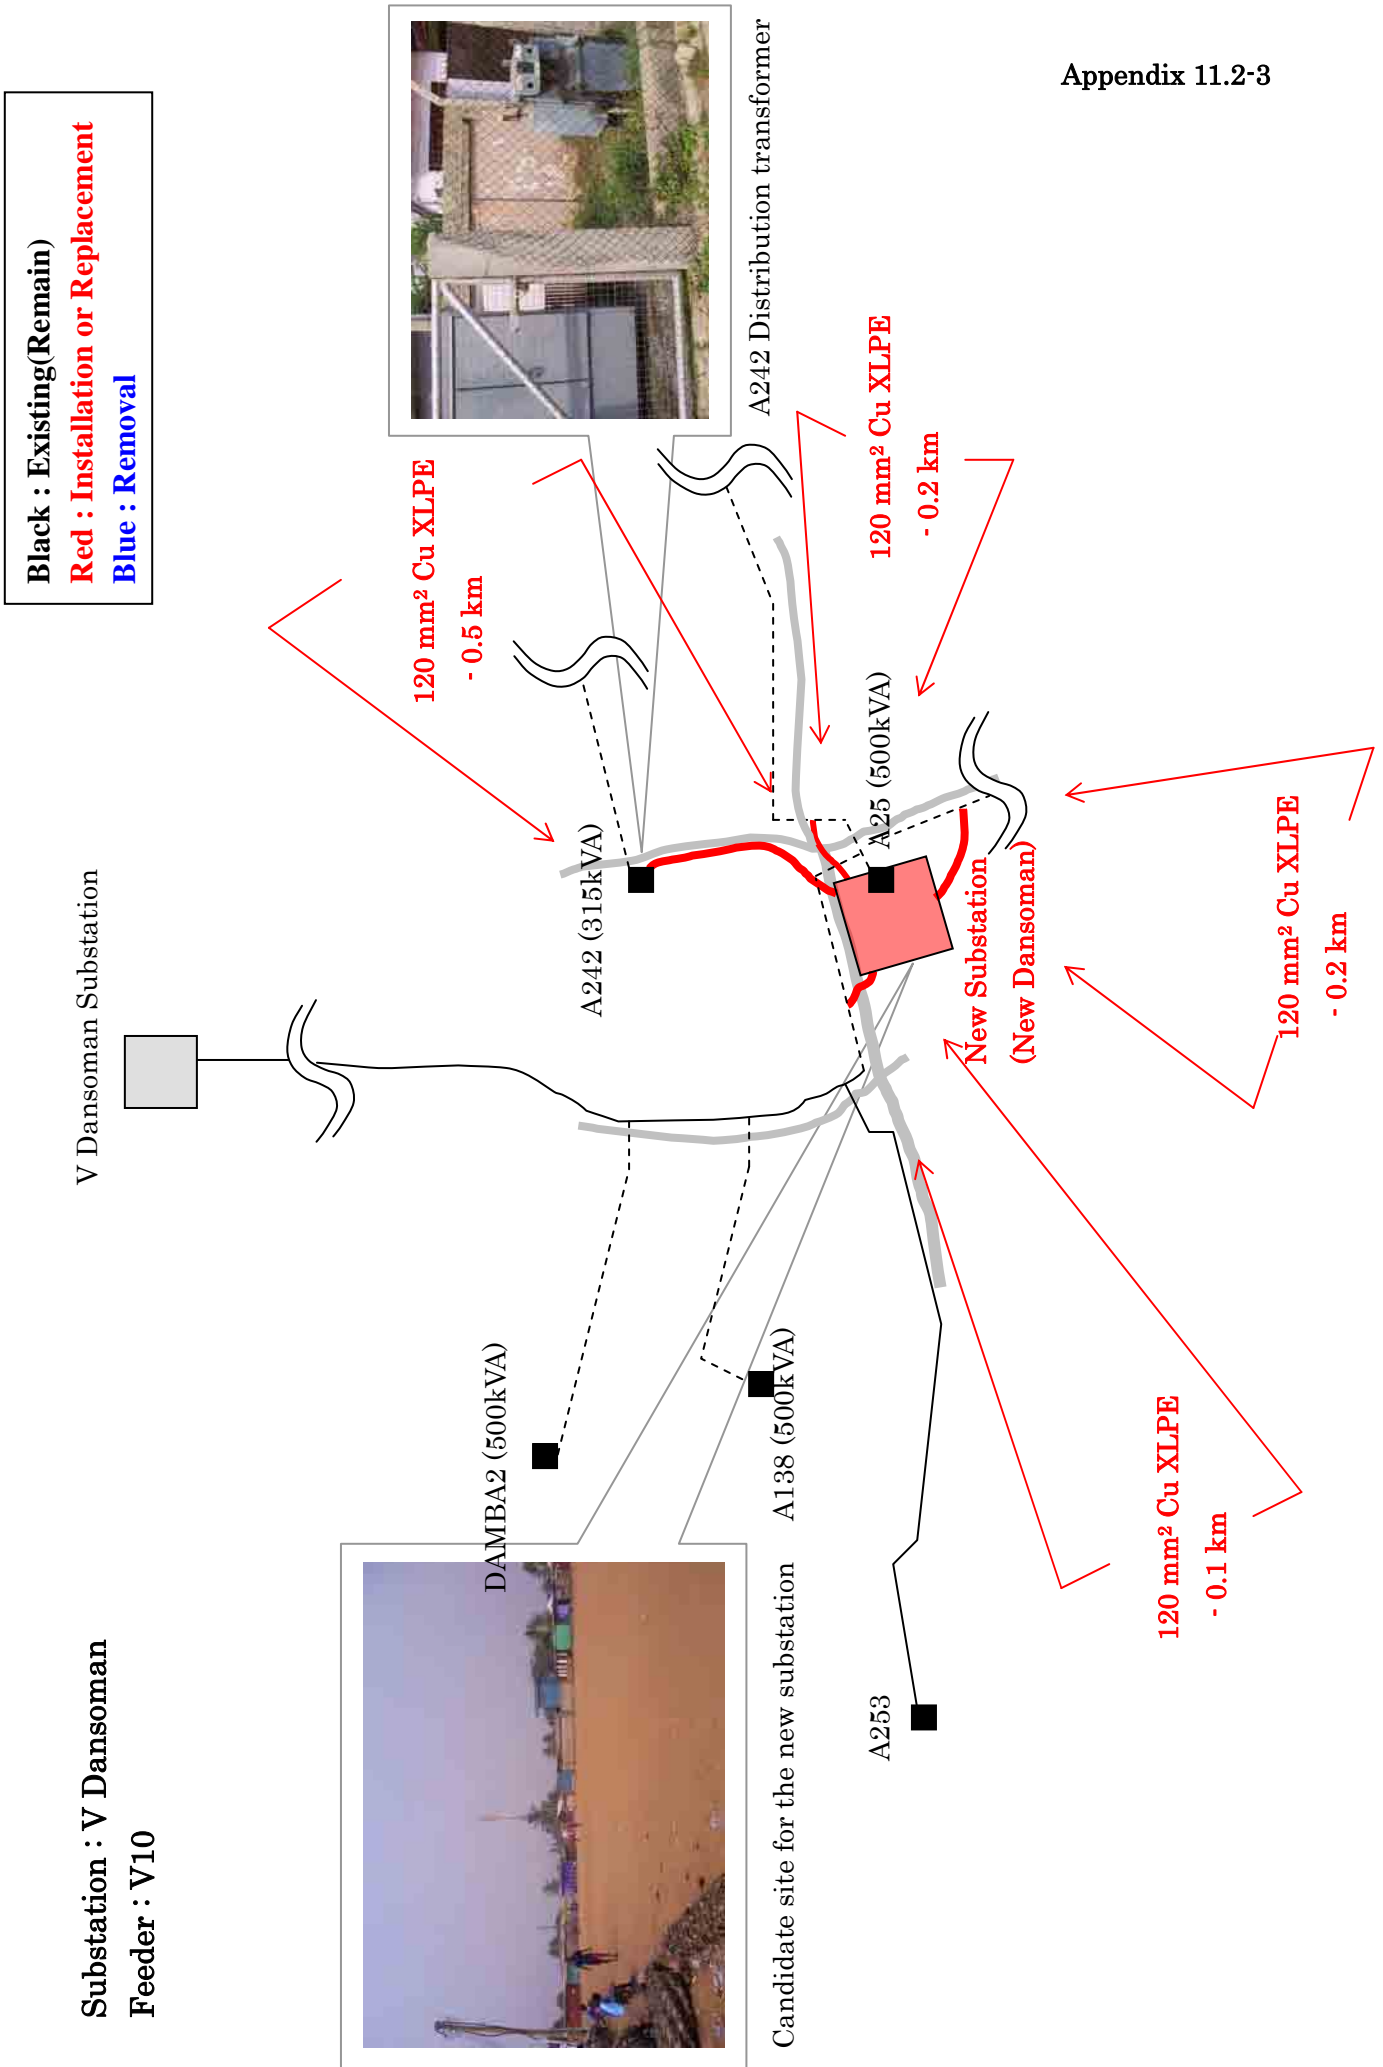 Appendix 11.2-3
Substation : V Dansoman
Feeder : V10
Black : Existing(Remain)
Red : Installation or Replacement
Blue : Removal
V Dansoman Substation
120 mm² Cu XLPE
- 0.5 km
A242 Distribution transformer
120 mm² Cu XLPE
- 0.2 km
A242 (315kVA)
A25 (500kVA)
DAMBA2 (500kVA)
A138 (500kVA)
New Substation
(New Dansoman)
120 mm² Cu XLPE
- 0.2 km
Candidate site for the new substation
A253
120 mm² Cu XLPE
- 0.1 km